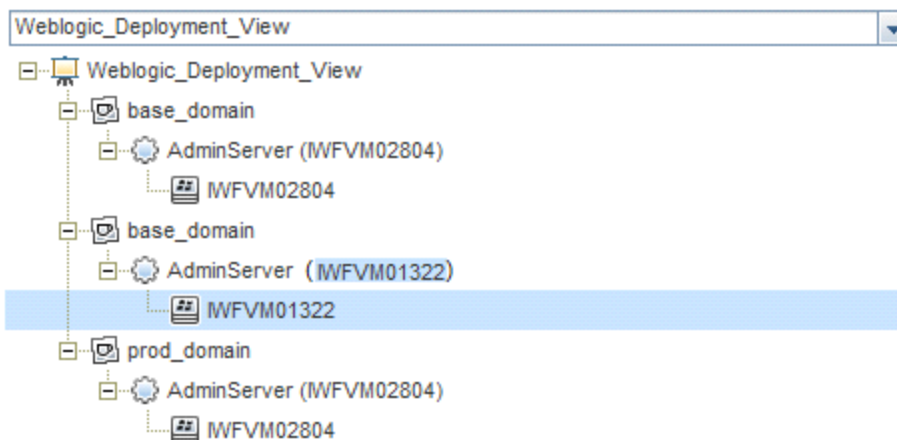 Weblogic_Deployment_View
Weblogic_Deployment_View
base_domain
AdminServer (IWFVM02804)
IWFVM02804
base_domain
AdminServer (IWFVM01322)
IWFVM01322
prod_domain
AdminServer (IWFVM02804)
IWFVM02804